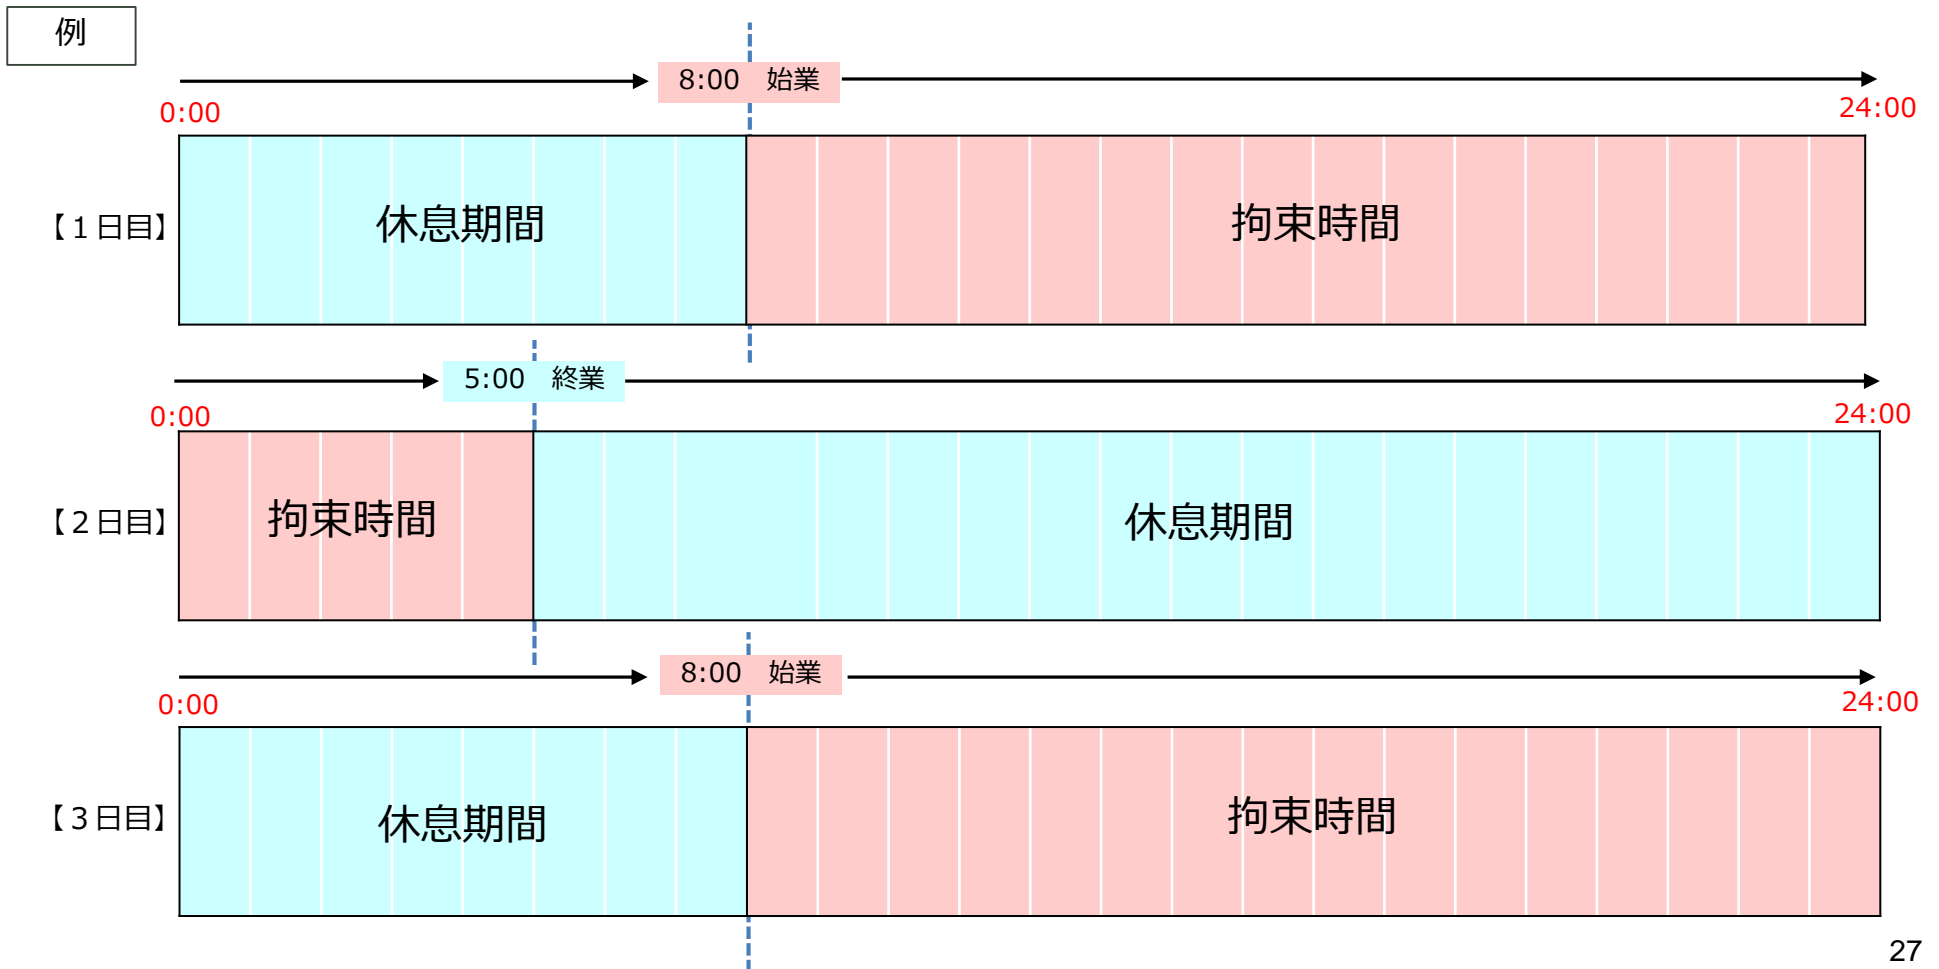 例
8:00　始業
0:00
24:00
【１日目】
休息期間
拘束時間
5:00　終業
0:00
24:00
【２日目】
拘束時間
休息期間
8:00　始業
0:00
24:00
【３日目】
休息期間
拘束時間
27